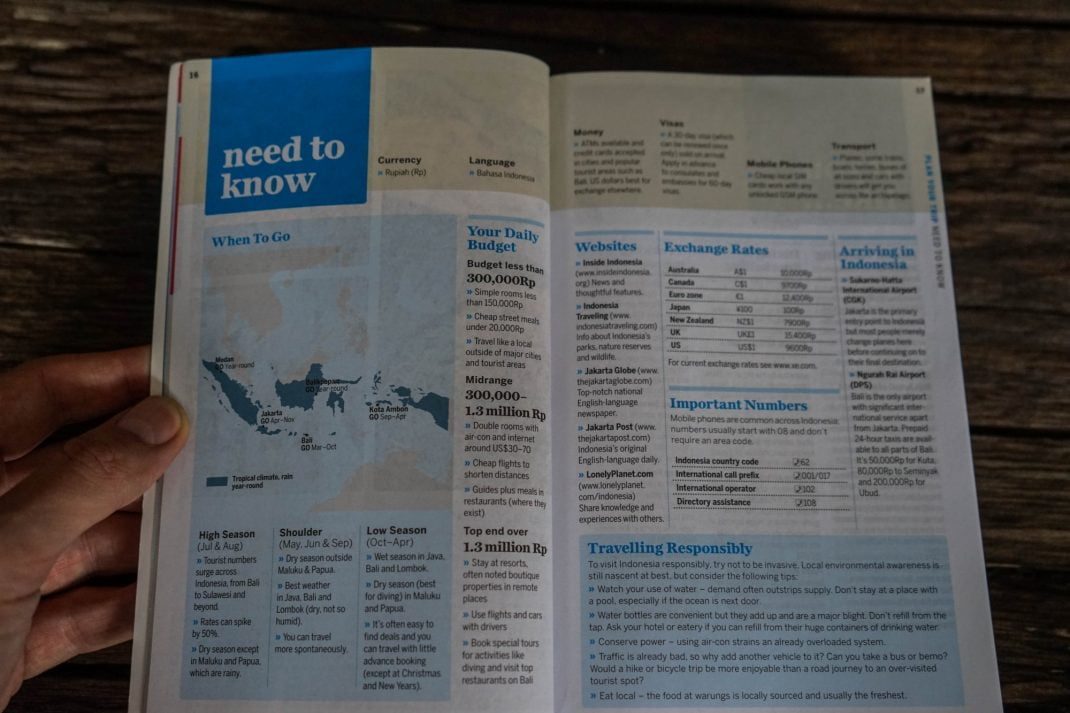 16
need to
know
Currency
» Rupiah (Rp)
Language
» Bahasa Indonesia
When To Go
Medan
GO Year-round
Balikpapan
GO Year-round
Jakarta
GO Apr–Nov
Kota Ambon
GO Sep–Apr
Bali
GO Mar–Oct
Tropical climate, rain
year-round
High Season
(Jul & Aug)
» Tourist numbers
surge across
Indonesia, from Bali
to Sulawesi and
beyond.
» Rates can spike
by 50%.
» Dry season except
in Maluku and Papua,
which are rainy.
Shoulder
(May, Jun & Sep)
» Dry season outside
Maluku & Papua.
» Best weather
in Java, Bali and
Lombok (dry, not so
humid).
» You can travel
more spontaneously.
Low Season
(Oct–Apr)
» Wet season in Java,
Bali and Lombok.
» Dry season (best
for diving) in Maluku
and Papua.
» It's often easy to
find deals and you
can travel with little
advance booking
(except at Christmas
and New Years).
Your Daily
Budget
Budget less than
300,000Rp
» Simple rooms less
than 150,000Rp
» Cheap street meals
under 20,000Rp
» Travel like a local
outside of major cities
and tourist areas
Midrange
300,000–
1.3 million Rp
» Double rooms with
air-con and internet
around US$30–70
» Cheap flights to
shorten distances
» Guides plus meals in
restaurants (where they
exist)
Top end over
1.3 million Rp
» Stay at resorts,
often noted boutique
properties in remote
places
» Use flights and cars
with drivers
» Book special tours
for activities like
diving and visit top
restaurants on Bali
17
Money
» ATMs available and
credit cards accepted
in cities and popular
tourist areas such as
Bali. US dollars best for
exchange elsewhere.
Visas
» A 30-day visa (which
can be renewed once
only) sold on arrival.
Apply in advance
to consulates and
embassies for 60-day
visas.
Mobile Phones
» Cheap local SIM
cards work with any
unlocked GSM phone.
Transport
PLAN YOUR TRIP NEED TO KNOW
Websites
» Inside Indonesia
(www.insideindonesia.
org) News and
thoughtful features.
» Indonesia
Traveling (www.
indonesiatraveling.com)
Info about Indonesia's
parks, nature reserves
and wildlife.
» Jakarta Globe (www.
thejakartaglobe.com)
Top-notch national
English-language
newspaper.
» Jakarta Post (www.
thejakartapost.com)
Indonesia's original
English-language daily.
» LonelyPlanet.com
(www.lonelyplanet.
com/indonesia)
Share knowledge and
experiences with others.
Exchange Rates
Australia A$1 10,000Rp
Canada C$1 9700Rp
Euro zone €1 12,400Rp
Japan ¥100 100Rp
New Zealand NZ$1 7900Rp
UK UK£1 15,400Rp
US US$1 9600Rp
For current exchange rates see www.xe.com.
Important Numbers
Mobile phones are common across Indonesia;
numbers usually start with 08 and don't
require an area code.
Indonesia country code 62
International call prefix 001/017
International operator 102
Directory assistance 108
Arriving in
Indonesia
» Sukarno-Hatta
International Airport
(CGK)
Jakarta is the primary
entry point to Indonesia
but most people merely
change planes here
before continuing on to
their final destination.
» Ngurah Rai Airport
(DPS)
Bali is the only airport
with significant inter-
national service apart
from Jakarta. Prepaid
24-hour taxis are avail-
able to all parts of Bali.
It's 50,000Rp for Kuta,
80,000Rp to Seminyak
and 200,000Rp for
Ubud.
Travelling Responsibly
To visit Indonesia responsibly, try not to be invasive. Local environmental awareness is
still nascent at best, but consider the following tips:
» Watch your use of water – demand often outstrips supply. Don't stay at a place with
a pool, especially if the ocean is next door.
» Water bottles are convenient but they add up and are a major blight. Don't refill from the
tap. Ask your hotel or eatery if you can refill from their huge containers of drinking water.
» Conserve power – using air-con strains an already overloaded system.
» Traffic is already bad, so why add another vehicle to it? Can you take a bus or bemo?
Would a hike or bicycle trip be more enjoyable than a road journey to an over-visited
tourist spot?
» Eat local – the food at warungs is locally sourced and usually the freshest.